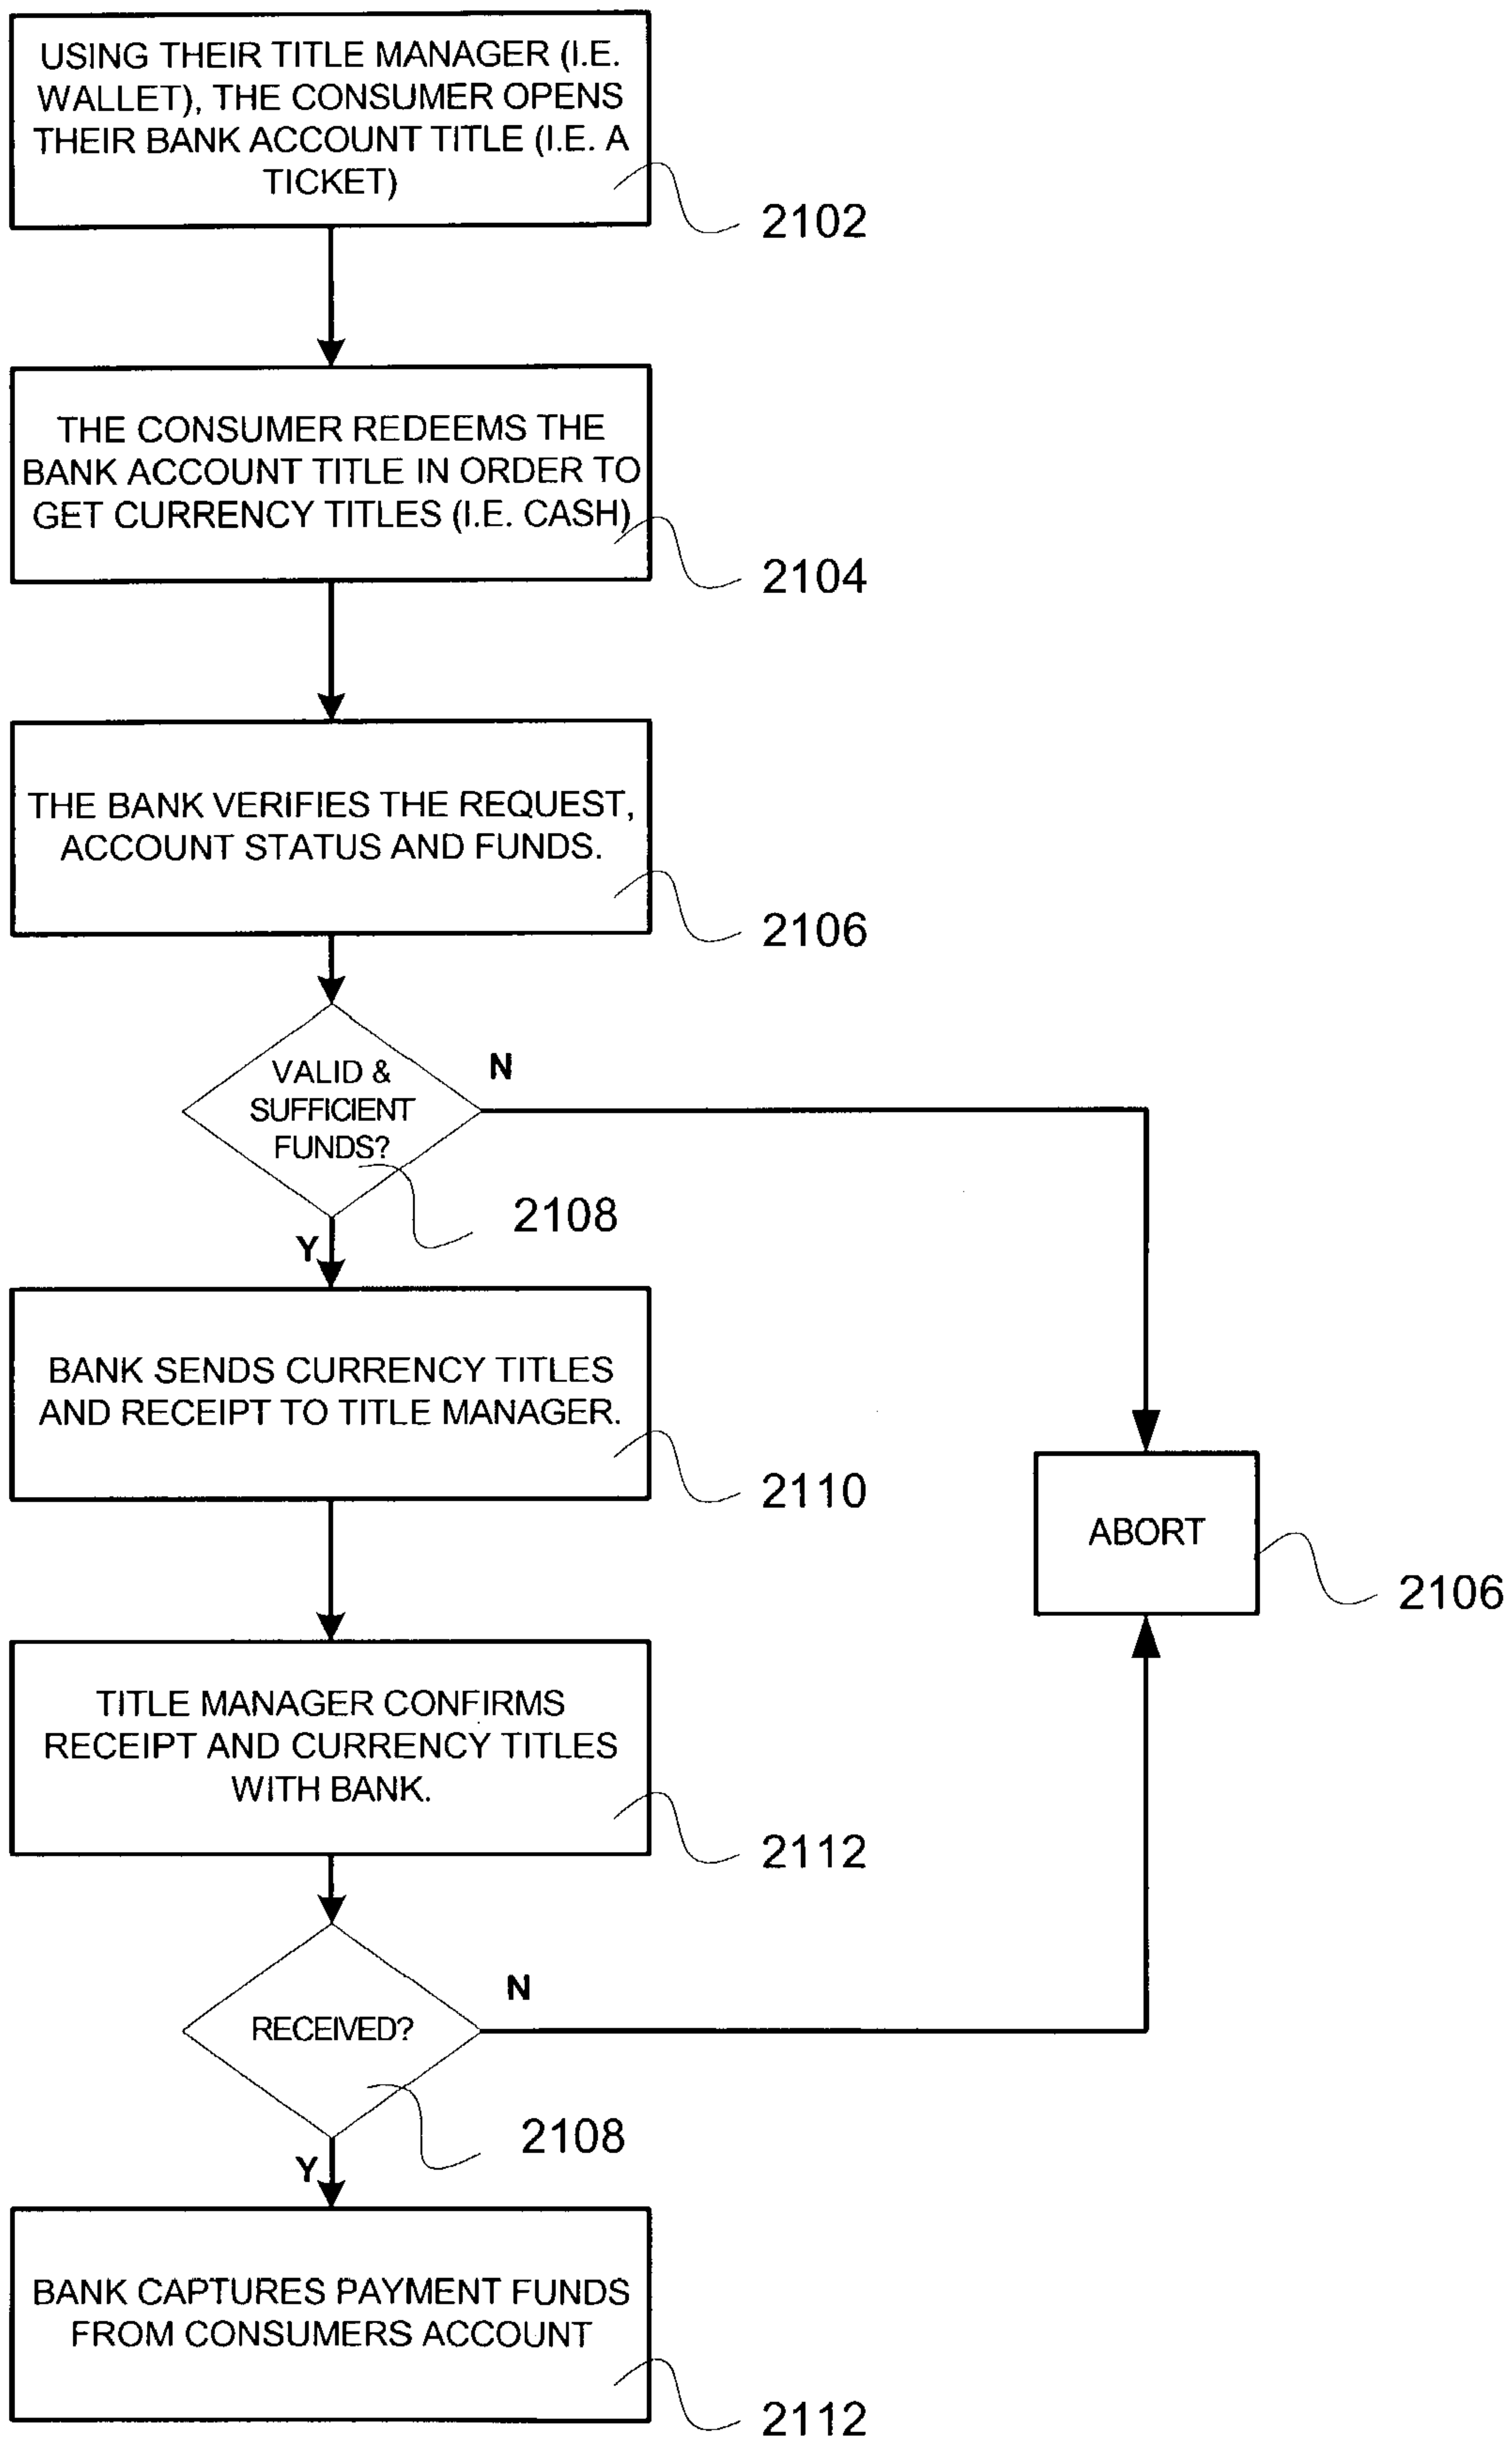 USING THEIR TITLE MANAGER (I.E.
WALLET), THE CONSUMER OPENS
THEIR BANK ACCOUNT TITLE (I.E. A
TICKET)
2102
THE CONSUMER REDEEMS THE
BANK ACCOUNT TITLE IN ORDER TO
GET CURRENCY TITLES (I.E. CASH)
2104
THE BANK VERIFIES THE REQUEST,
ACCOUNT STATUS AND FUNDS.
2106
VALID &
SUFFICIENT
FUNDS?
N
2108
Y
BANK SENDS CURRENCY TITLES
AND RECEIPT TO TITLE MANAGER.
2110
ABORT
2106
TITLE MANAGER CONFIRMS
RECEIPT AND CURRENCY TITLES
WITH BANK.
2112
RECEIVED?
N
2108
Y
BANK CAPTURES PAYMENT FUNDS
FROM CONSUMERS ACCOUNT
2112